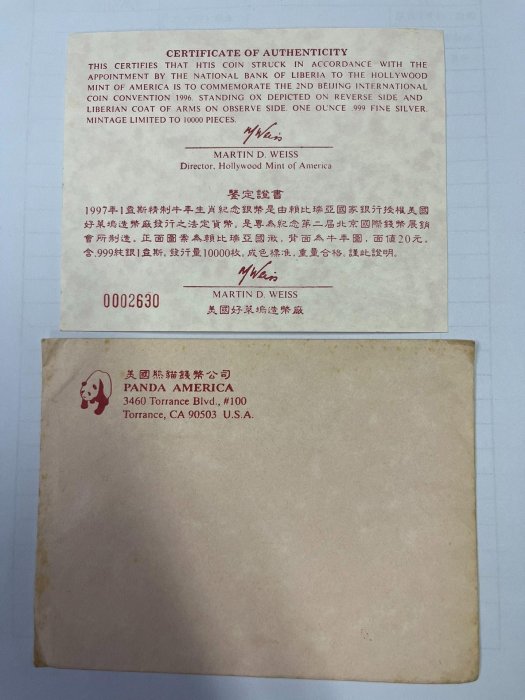 CERTIFICATE OF AUTHENTICITY
THIS CERTIFIES THAT HTIS COIN STRUCK IN ACCORDANCE WITH THE
APPOINTMENT BY THE NATIONAL BANK OF LIBERIA TO THE HOLLYWOOD
MINT OF AMERICA IS TO COMMEMORATE THE 2ND BEIJING INTERNATIONAL
COIN CONVENTION 1996. STANDING OX DEPICTED ON REVERSE SIDE AND
LIBERIAN COAT OF ARMS ON OBSERVE SIDE. ONE OUNCE .999 FINE SILVER.
MINTAGE LIMITED TO 10000 PIECES.
MWeiss
MARTIN D. WEISS
Director, Hollywood Mint of America
鑒定證書
1997年1盎斯精制牛年生肖紀念銀幣是由賴比瑞亞國家銀行授權美國
好萊塢造幣廠發行之法定貨幣，是專為紀念第二屆北京國際錢幣展銷
會所制造。正面圖案為賴比瑞亞國徽，背面為牛年圖，面值20元。
含.999純銀1盎斯，發行量10000枚，成色標准，重量合格，謹此證明。
MWeiss
0002630
MARTIN D. WEISS
美國好萊塢造幣廠
美國熊貓錢幣公司
PANDA AMERICA
3460 Torrance Blvd., #100
Torrance, CA 90503 U.S.A.